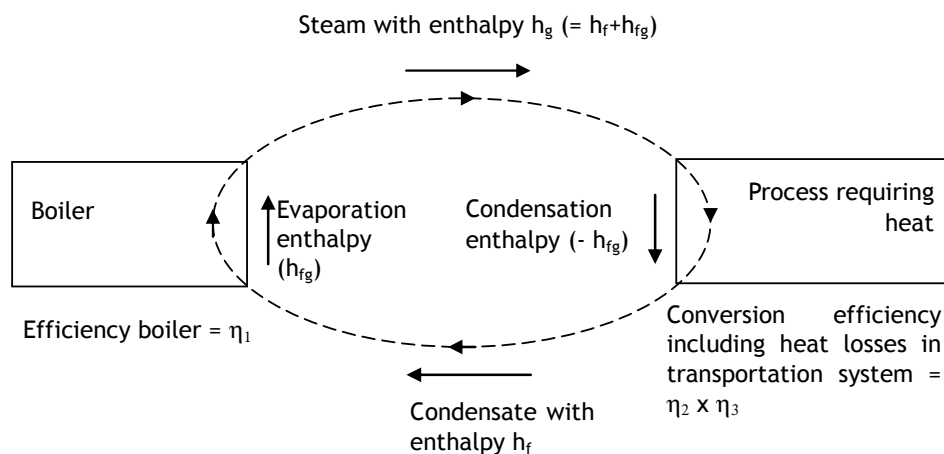 Steam with enthalpy hg (= hf+hfg)
Boiler
Evaporation
enthalpy
(hfg)
Condensation
enthalpy (- hfg)
Process requiring
heat
Efficiency boiler = η1
Conversion efficiency
including heat losses in
transportation system =
η2 x η3
Condensate with
enthalpy hf